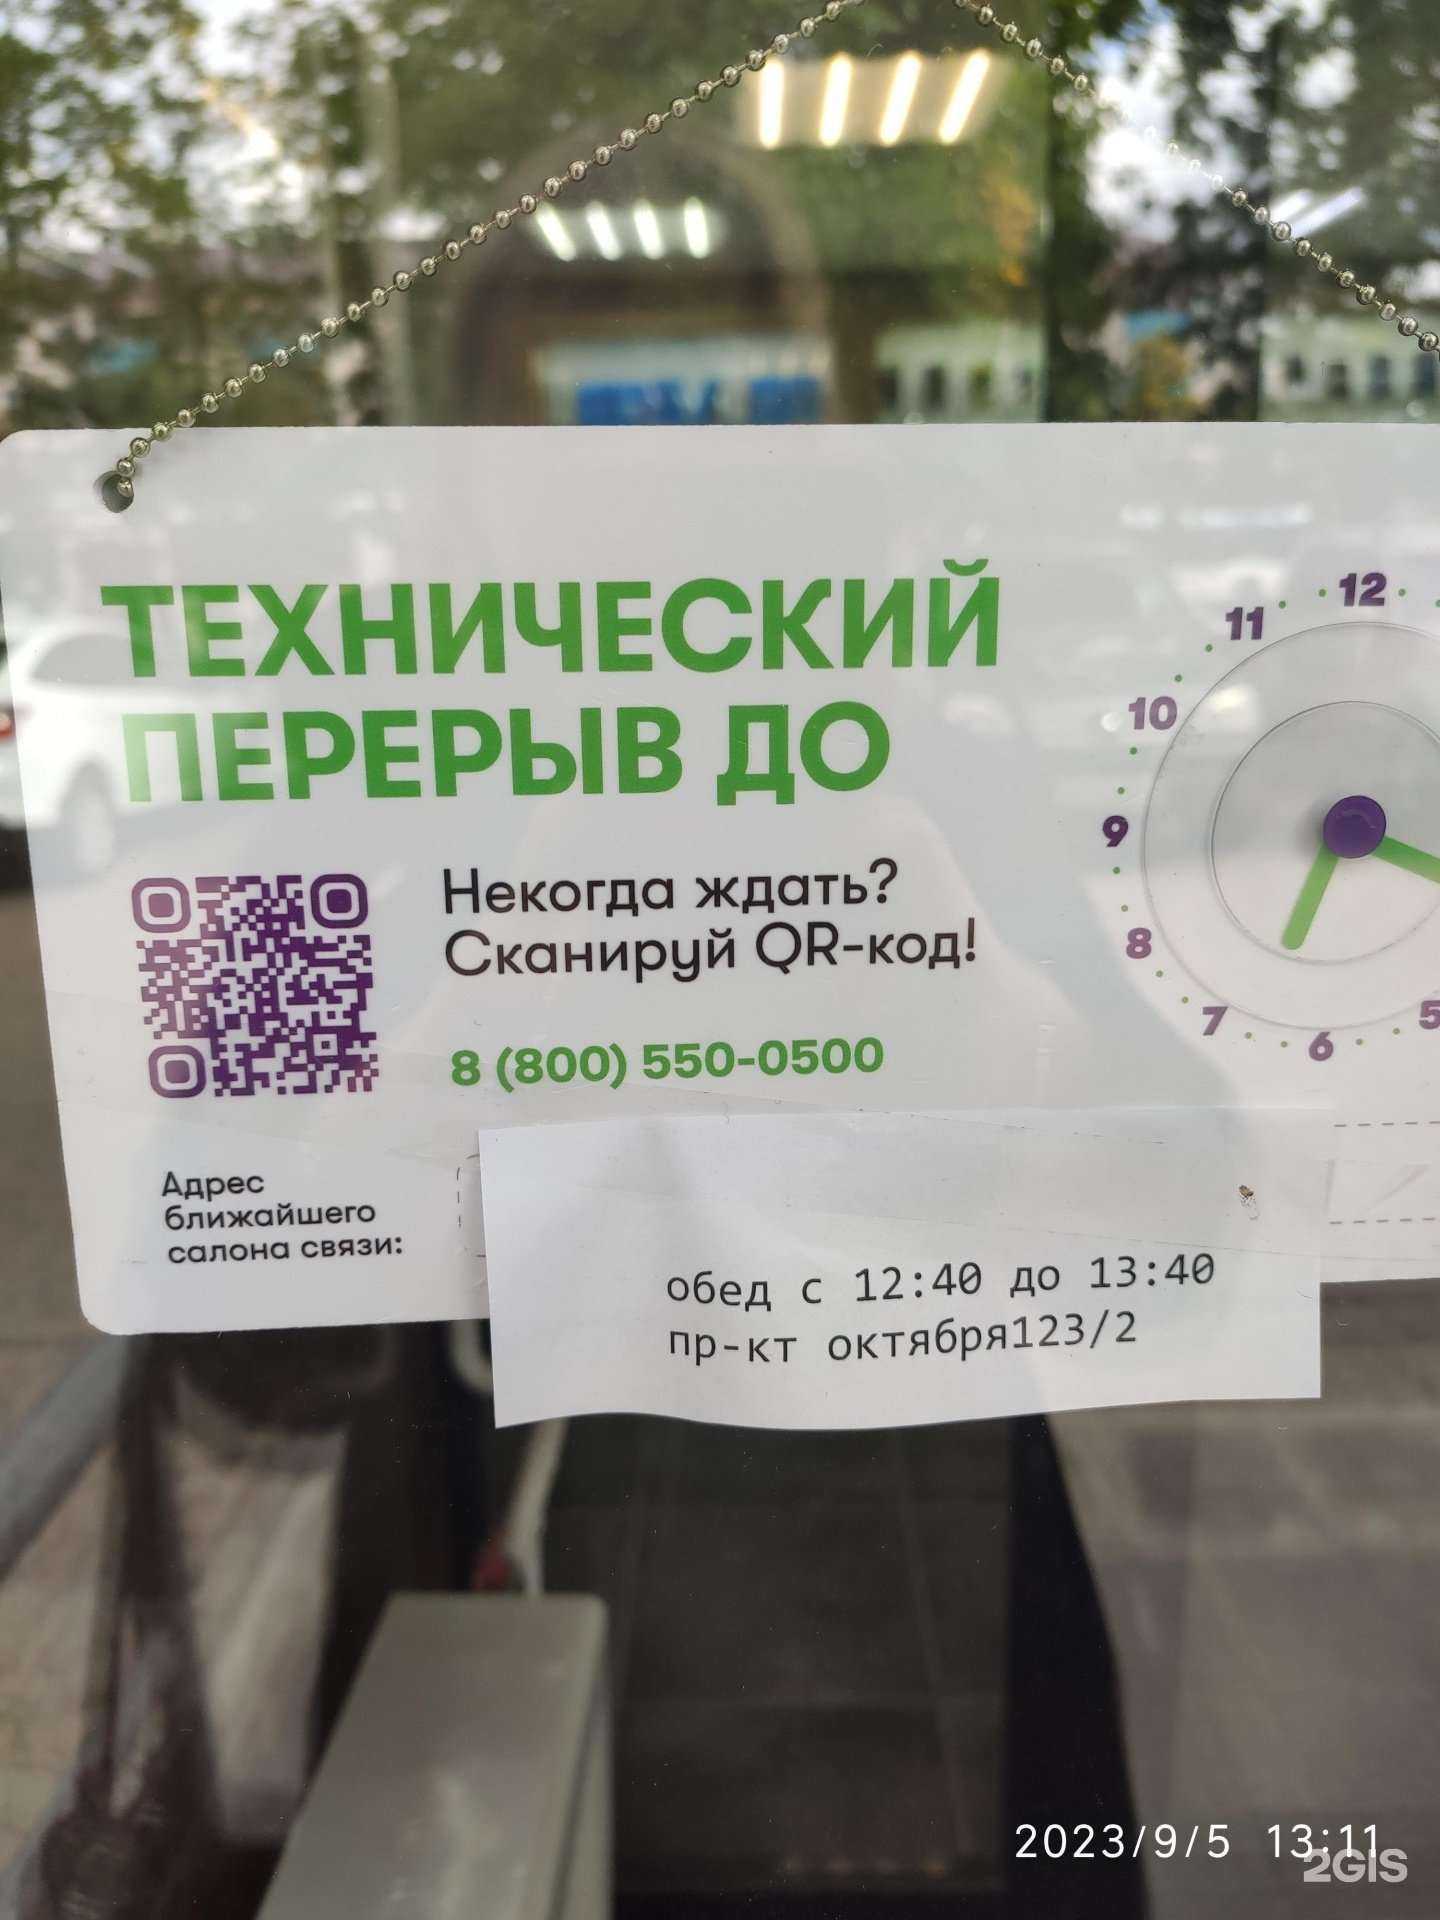 ТЕХНИЧЕСКИЙ
ПЕРЕРЫВ ДО
Некогда ждать?
Сканируй QR-код!
8 (800) 550-0500
Адрес
ближайшего
салона связи:
обед с 12:40 до 13:40
пр-кт октября123/2
12
11
10
9
8
7
6
5
2023/9/5 13:11
2GIS